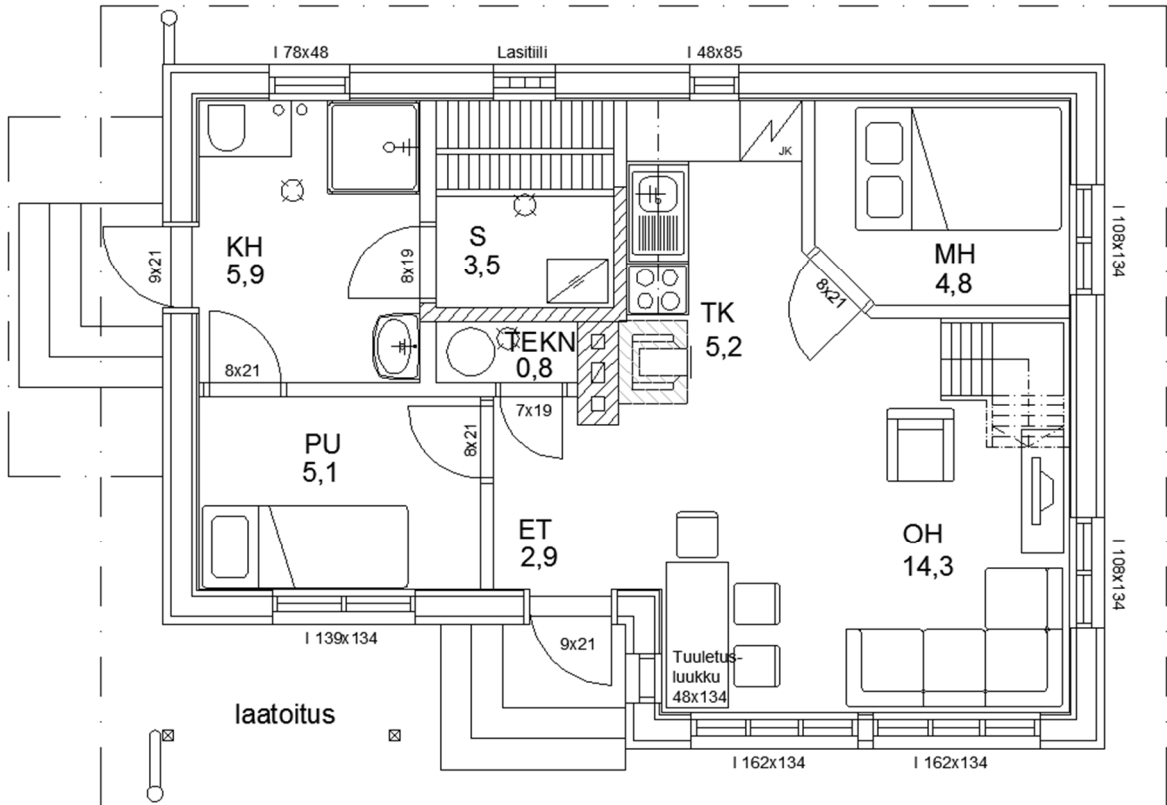 I 78x48
Lasitiili
I 48x85
JK
KH
5,9
9x21
8x19
S
3,5
MH
4,8
I 108x134
8x21
TK
5,2
TEKN
0,8
8x21
7x19
8x21
PU
5,1
ET
2,9
OH
14,3
I 108x134
I 139x134
9x21
Tuuletus-
luukku
48x134
laatoitus
I 162x134
I 162x134